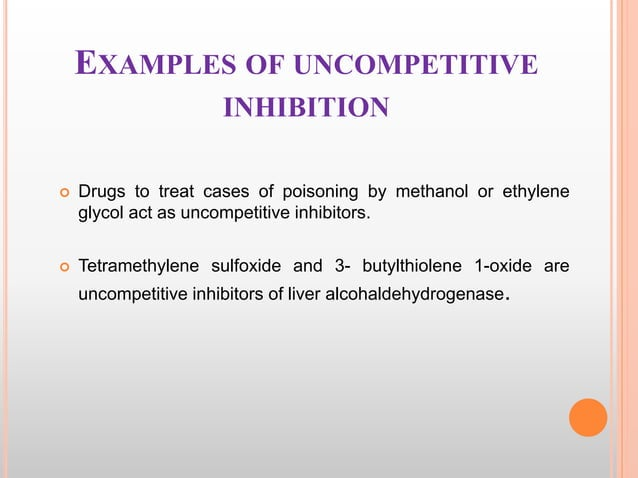 EXAMPLES OF UNCOMPETITIVE
INHIBITION
Drugs to treat cases of poisoning by methanol or ethylene
glycol act as uncompetitive inhibitors.
Tetramethylene sulfoxide and 3- butylthiolene 1-oxide are
uncompetitive inhibitors of liver alcohaldehydrogenase.